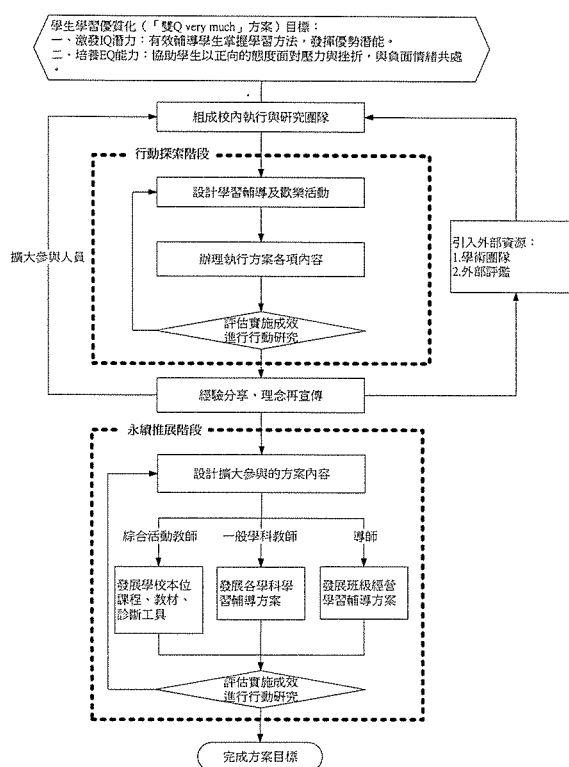 學生學習優質化（「雙Q very much」方案）目標：
一、激發IQ潛力：有效輔導學生掌握學習方法，發揮優勢潛能。
二、培養EQ能力：協助學生以正向的態度面對壓力與挫折，與負面情緒共處
。
組成校內執行與研究團隊
行動探索階段
設計學習輔導及歡樂活動
擴大參與人員
引入外部資源：
1.學術團隊
2.外部評鑑
辦理執行方案各項內容
評估實施成效
進行行動研究
經驗分享、理念再宣傳
永續推展階段
設計擴大參與的方案內容
綜合活動教師
一般學科教師
導師
發展學校本位
課程、教材、
診斷工具
發展各學科學
習輔導方案
發展班級經營
學習輔導方案
評估實施成效
進行行動研究
完成方案目標